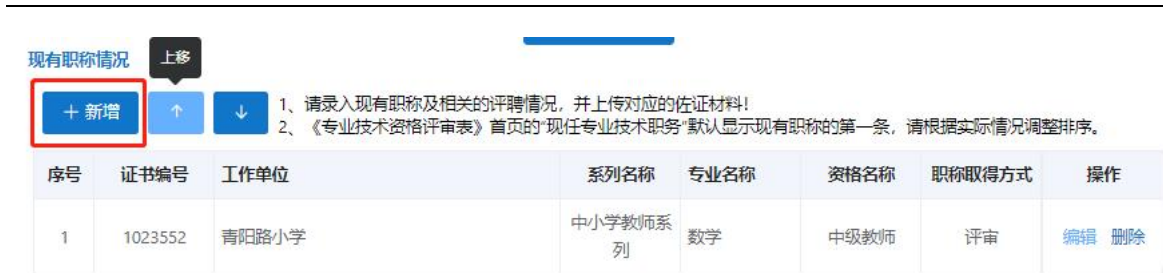 现有职称情况 上移
+ 新增 ↑ ↓ 1、请录入现有职称及相关的评聘情况，并上传对应的佐证材料！
2、《专业技术资格评审表》首页的“现任专业技术职务”默认显示现有职称的第一条，请根据实际情况调整排序。
序号 证书编号 工作单位 系列名称 专业名称 资格名称 职称取得方式 操作
1 1023552 青阳路小学 中小学教师系 数学 中级教师 评审 编辑 删除
列